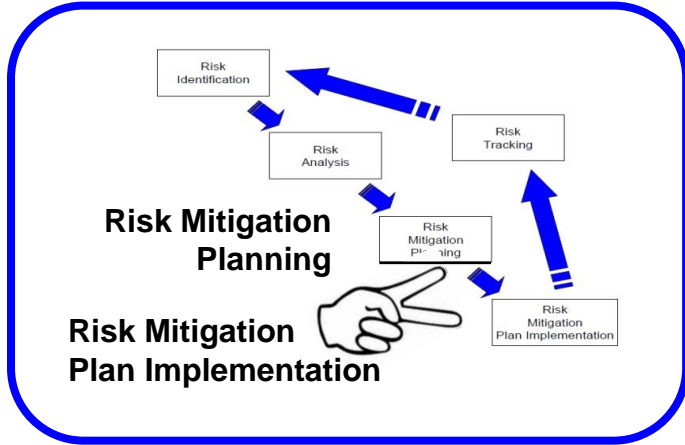 Risk
Identification
Risk
Analysis
Risk
Tracking
Risk Mitigation
Planning
Risk
Mitigation
Risk Mitigation
Plan Implementation
Risk
Mitigation
Plan Implementation